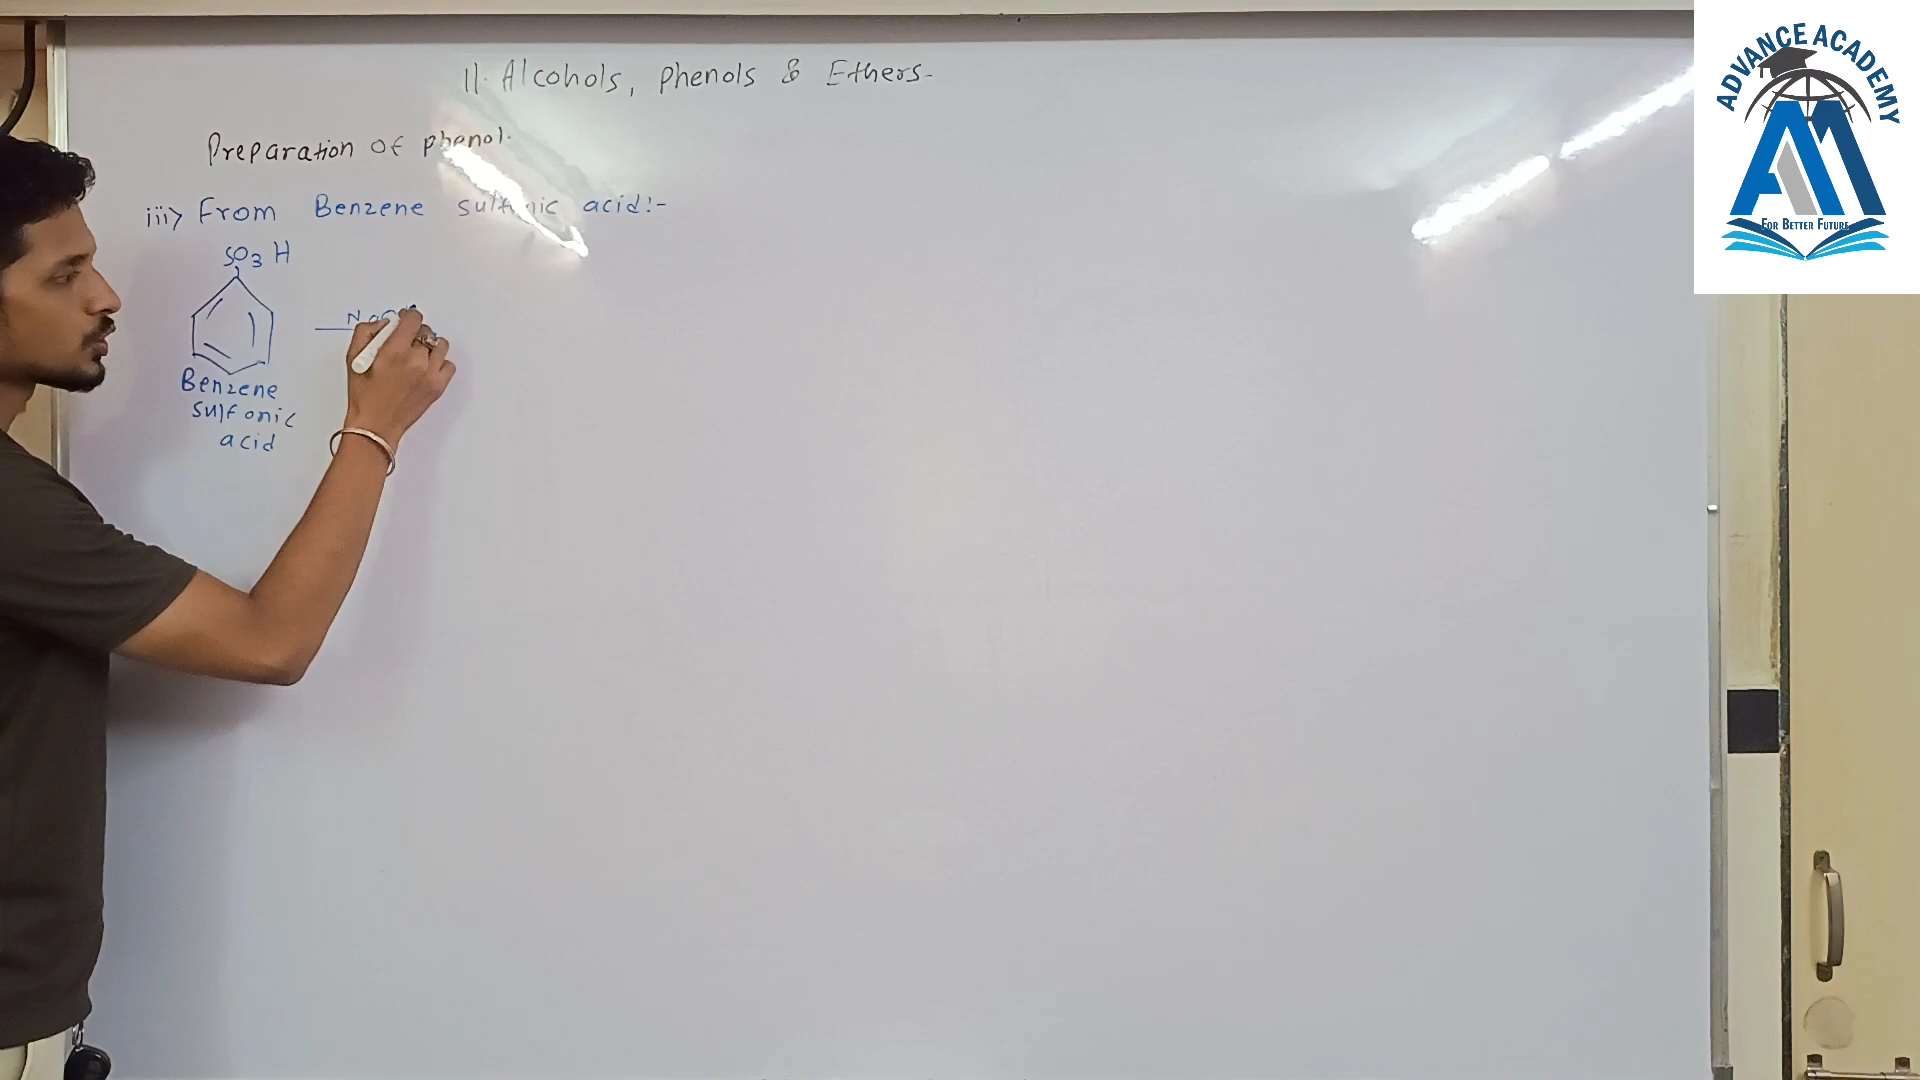 11. Alcohols, phenols & Ethers-
Preparation of phenol.
iii> From Benzene sulfonic acid:-
SO3H
Benzene
sulfonic
acid
ADVANCE ACADEMY
FOR BETTER FUTURE